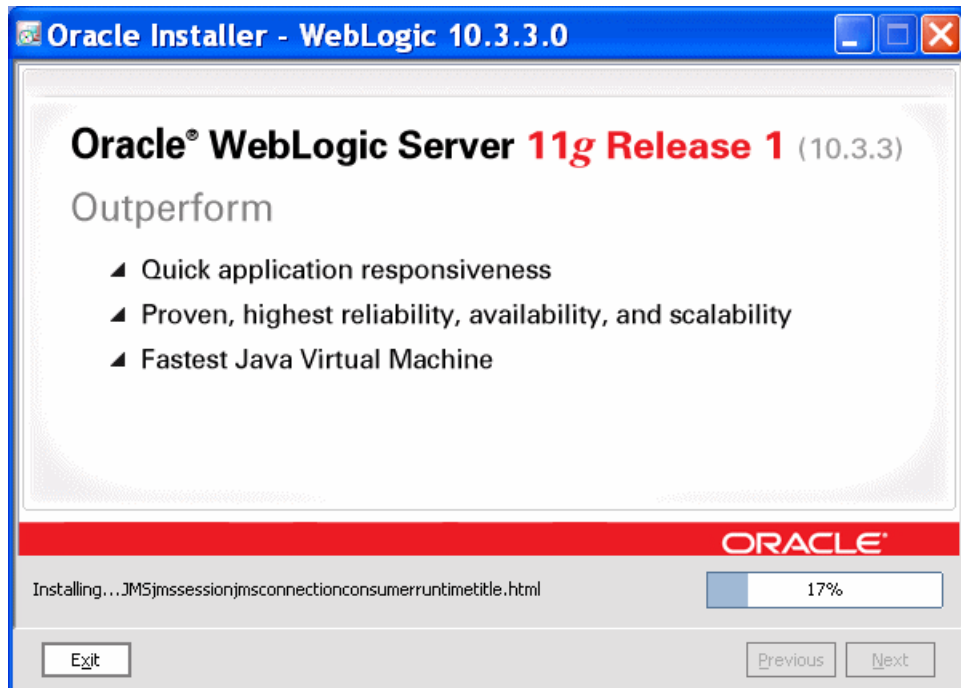 Oracle Installer - WebLogic 10.3.3.0
Oracle® WebLogic Server 11g Release 1 (10.3.3)
Outperform
Quick application responsiveness
Proven, highest reliability, availability, and scalability
Fastest Java Virtual Machine
ORACLE®
Installing...JMSjmssessionjmsconnectionconsumerruntimetitle.html
17%
Exit
Previous
Next